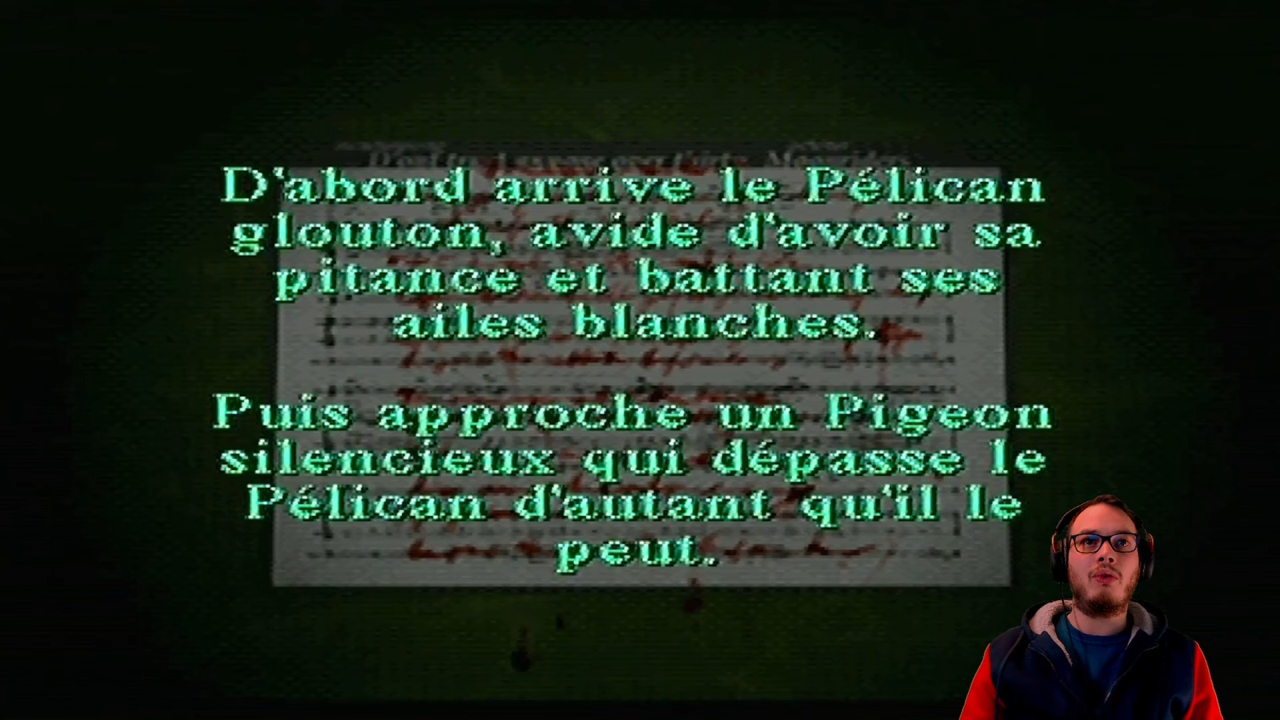 D'abord arrive le Pélican
glouton, avide d'avoir sa
pitance et battant ses
ailes blanches.
Puis approche un Pigeon
silencieux qui dépasse le
Pélican d'autant qu'il le
peut.